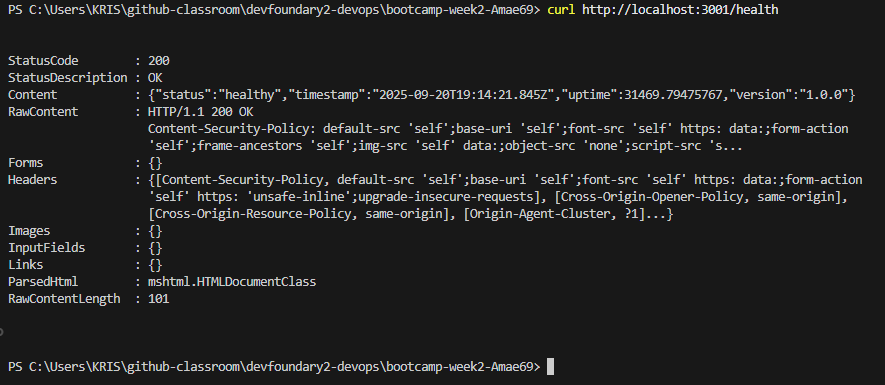 PS C:\Users\KRIS\github-classroom\devfoundary2-devops\bootcamp-week2-Amae69> curl http://localhost:3001/health
StatusCode        : 200
StatusDescription : OK
Content           : {"status":"healthy","timestamp":"2025-09-20T19:14:21.845Z","uptime":31469.79475767,"version":"1.0.0"}
RawContent        : HTTP/1.1 200 OK
                    Content-Security-Policy: default-src 'self';base-uri 'self';font-src 'self' https: data:;form-action
                    'self';frame-ancestors 'self';img-src 'self' data:;object-src 'none';script-src 's...
Forms             : {}
Headers           : {[Content-Security-Policy, default-src 'self';base-uri 'self';font-src 'self' https: data:;form-action
                    'self' https: 'unsafe-inline';upgrade-insecure-requests], [Cross-Origin-Opener-Policy, same-origin],
                    [Cross-Origin-Resource-Policy, same-origin], [Origin-Agent-Cluster, ?1]...}
Images            : {}
InputFields       : {}
Links             : {}
ParsedHtml        : mshtml.HTMLDocumentClass
RawContentLength  : 101
PS C:\Users\KRIS\github-classroom\devfoundary2-devops\bootcamp-week2-Amae69>